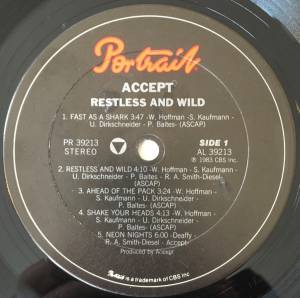 Portrait
ACCEPT
RESTLESS AND WILD
1. FAST AS A SHARK 3:47 -W. Hoffman -S. Kaufmann -
U. Dirkschneider - P. Baltes - (ASCAP)
PR 39213
STEREO
SIDE 1
AL 39213
℗ 1983 CBS Inc.
2. RESTLESS AND WILD 4:10 -W. Hoffman -S. Kaufmann
- U. Dirkschneider - P. Baltes - R. A. Smith-Diesel -
(ASCAP)
3. AHEAD OF THE PACK 3:24 -W. Hoffman -
S. Kaufmann - U. Dirkschneider - P. Baltes -
(ASCAP)
4. SHAKE YOUR HEADS 4:13 -W. Hoffman -
S. Kaufmann - U. Dirkschneider - P. Baltes -
(ASCAP)
5. NEON NIGHTS 6:00 -Deaffy -
R. A. Smith-Diesel - Accept-
Produced by Accept
Portrait is a trademark of CBS Inc